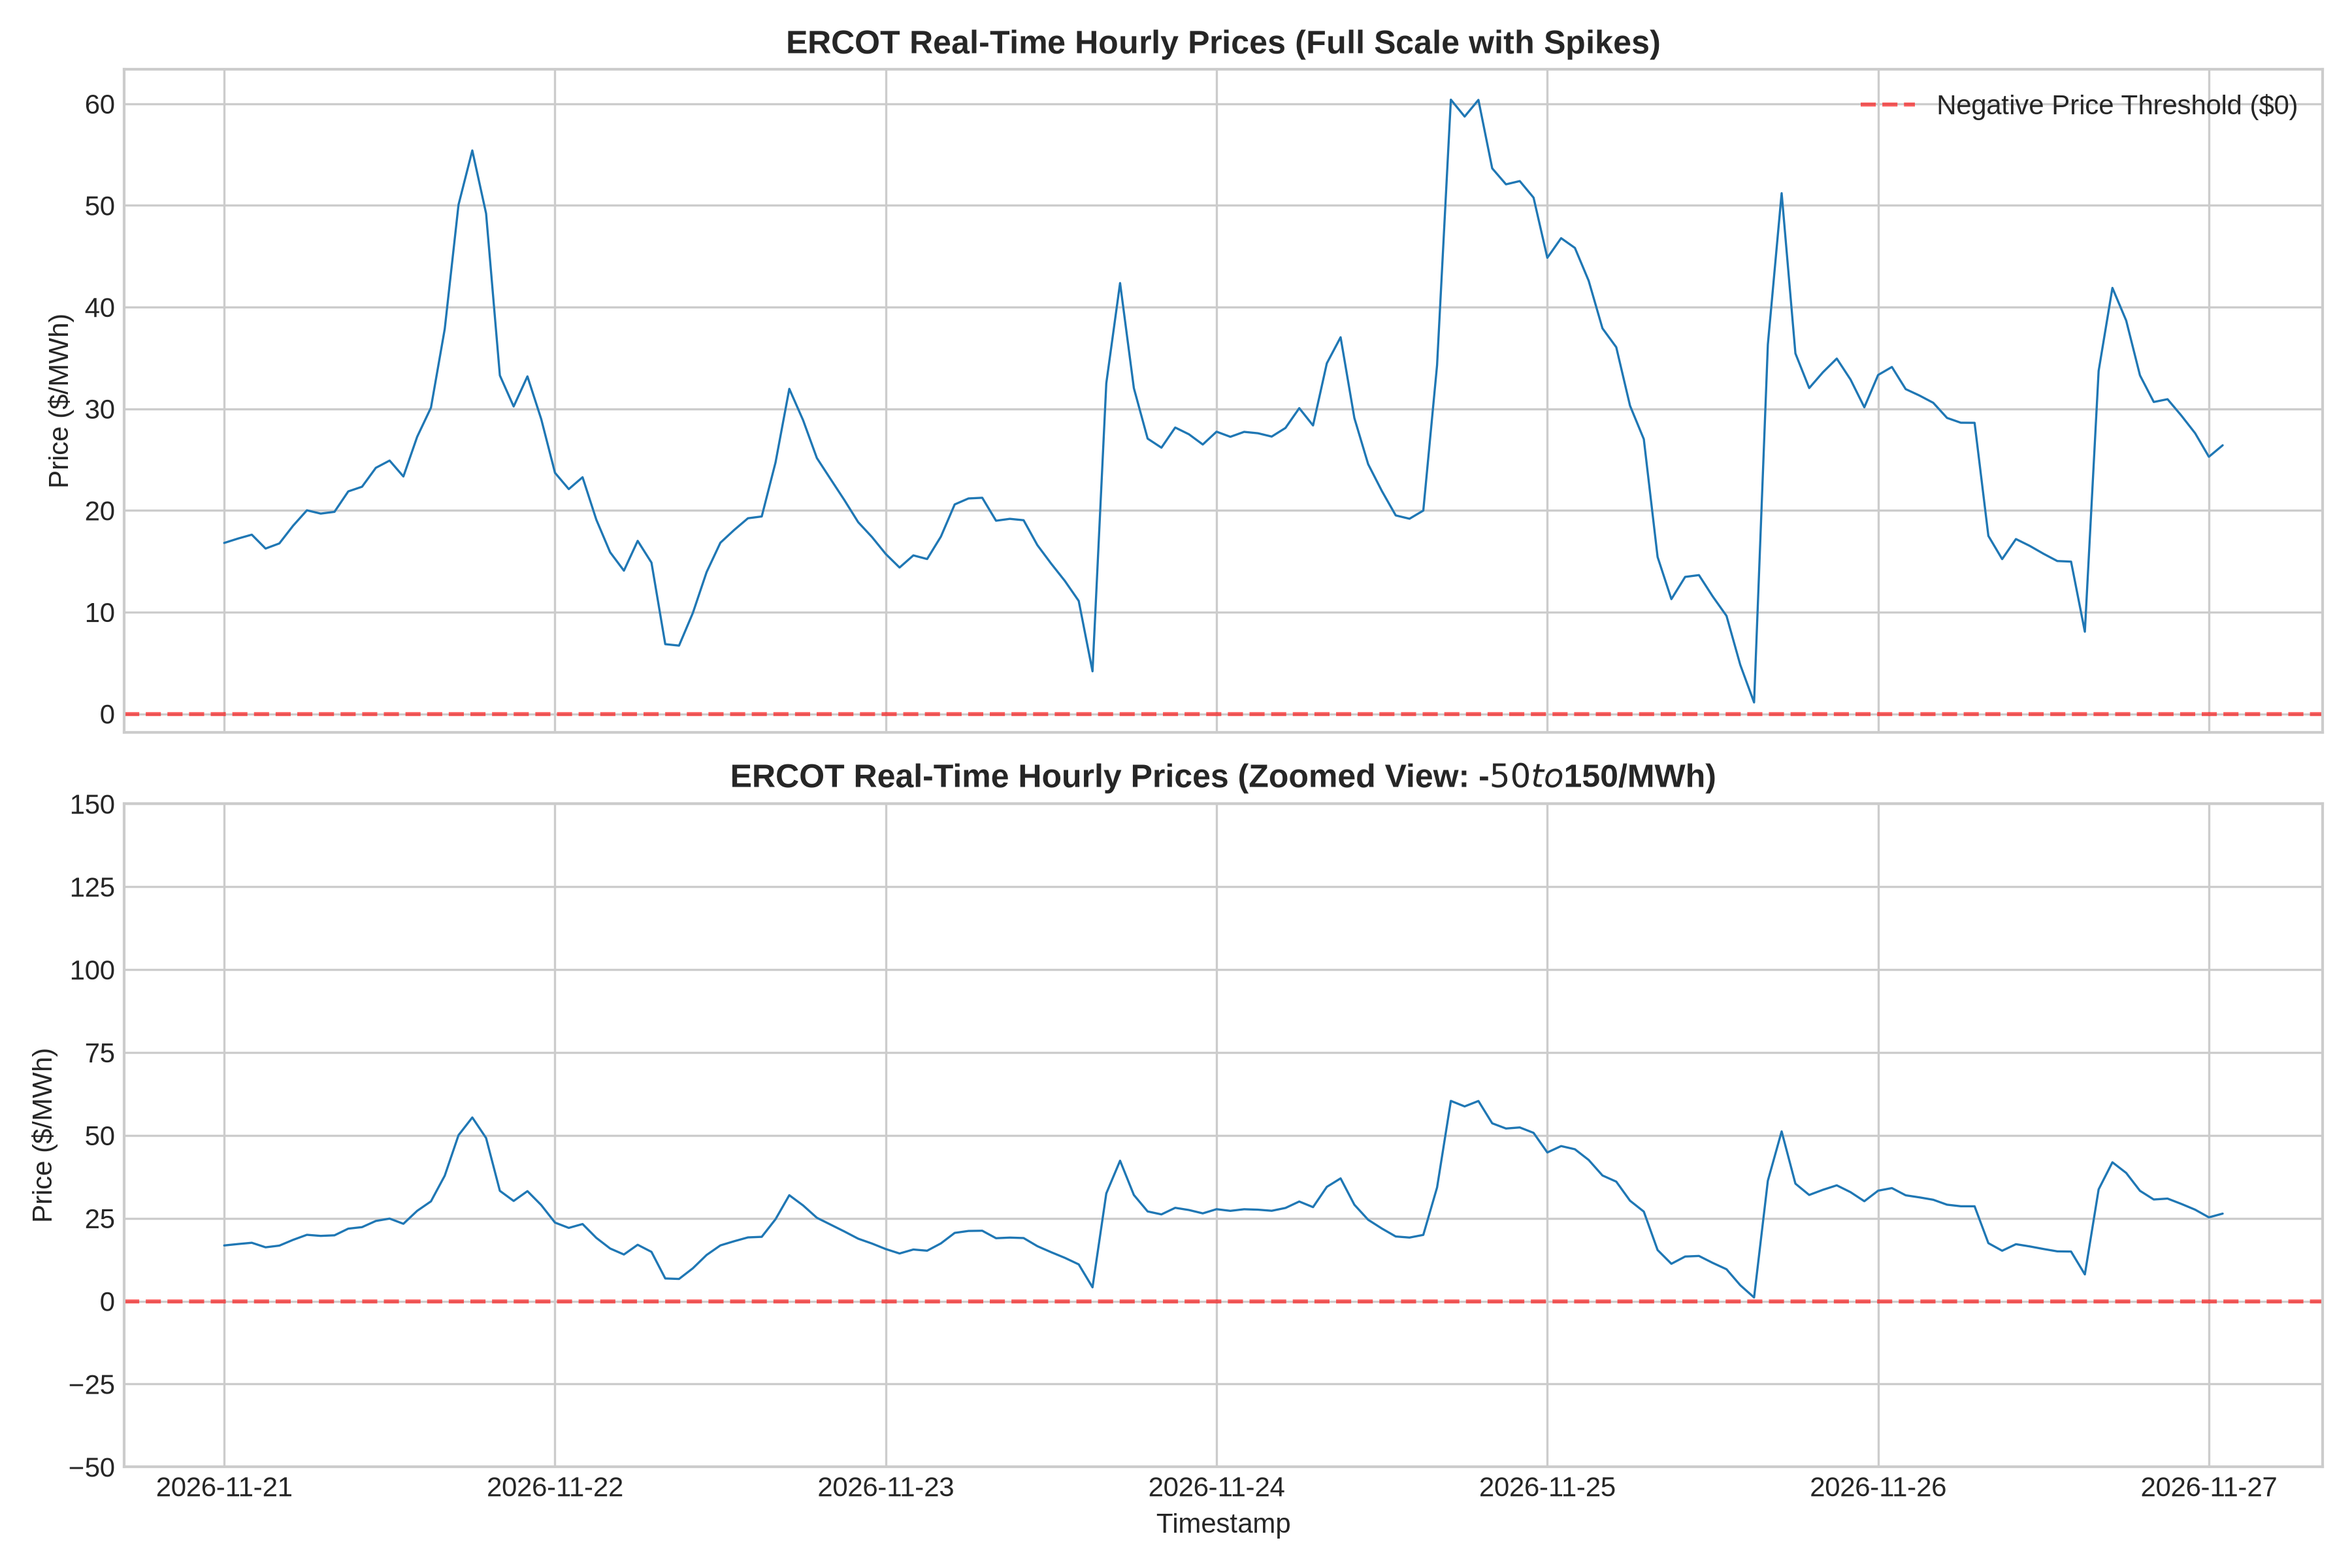 ERCOT Real-Time Hourly Prices (Full Scale with Spikes)
Negative Price Threshold ($0)
Price ($/MWh)
60
50
40
30
20
10
0
ERCOT Real-Time Hourly Prices (Zoomed View: -50to150/MWh)
Price ($/MWh)
150
125
100
75
50
25
0
−25
−50
2026-11-21 2026-11-22 2026-11-23 2026-11-24 2026-11-25 2026-11-26 2026-11-27
Timestamp